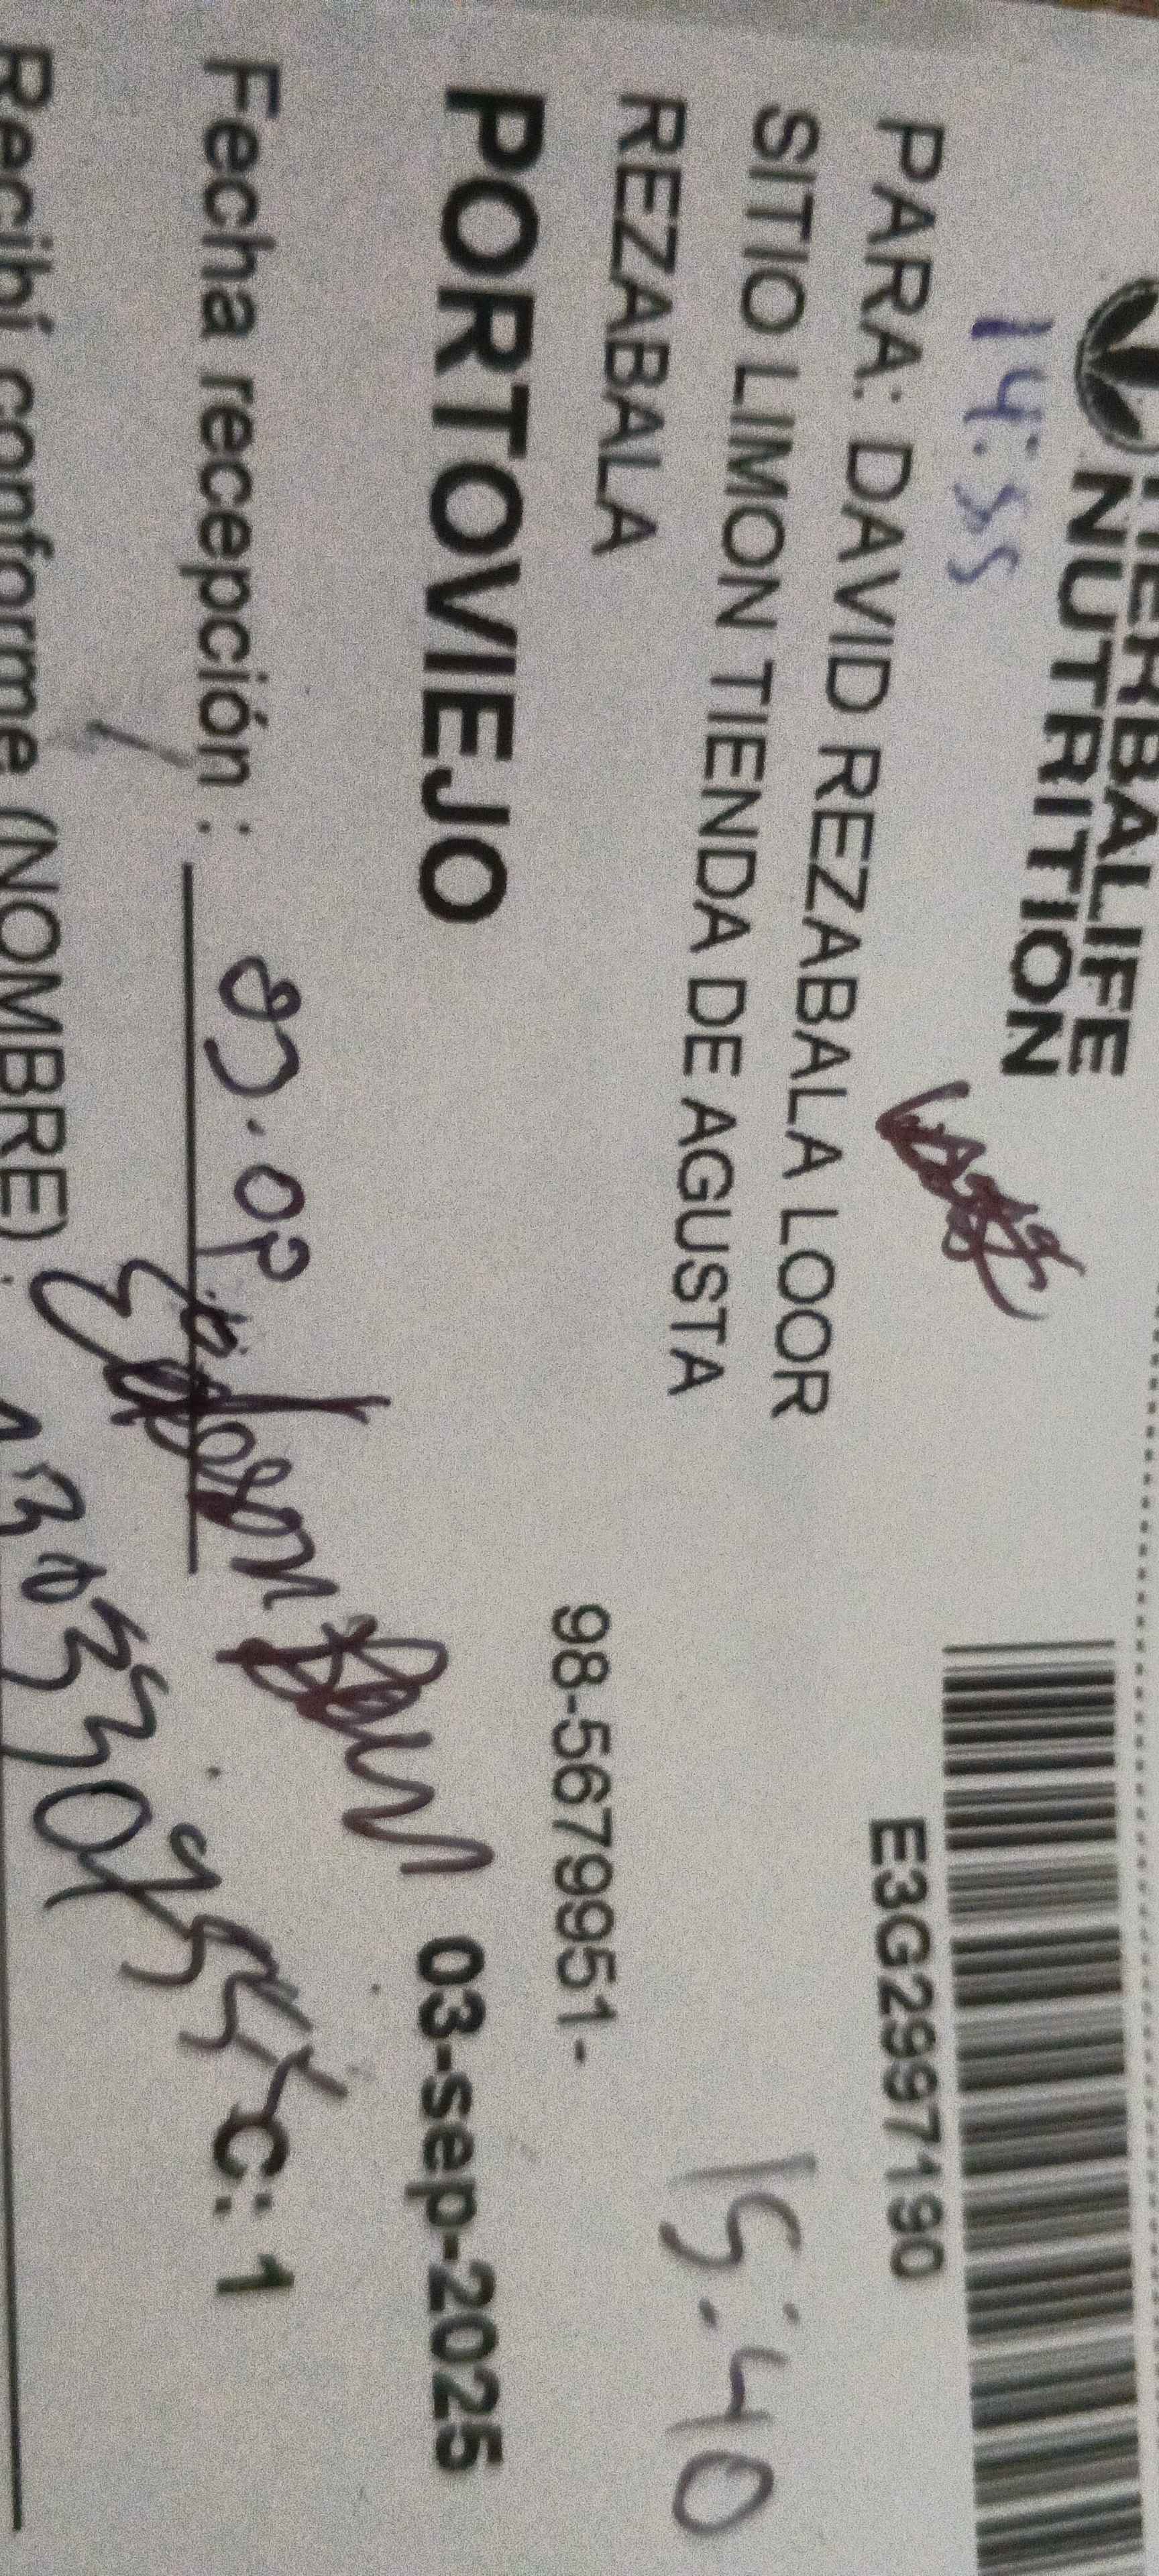 HERBALIFE
NUTRITION
14:55
E3G2997190
PARA: DAVID REZABALA LOOR
SITIO LIMON TIENDA DE AGUSTA
REZABALA
15:40
98-5679951-
PORTOVIEJO
03-sep-2025
Fecha recepción :
C: 1
Recibí conforme (NOMBRE) :